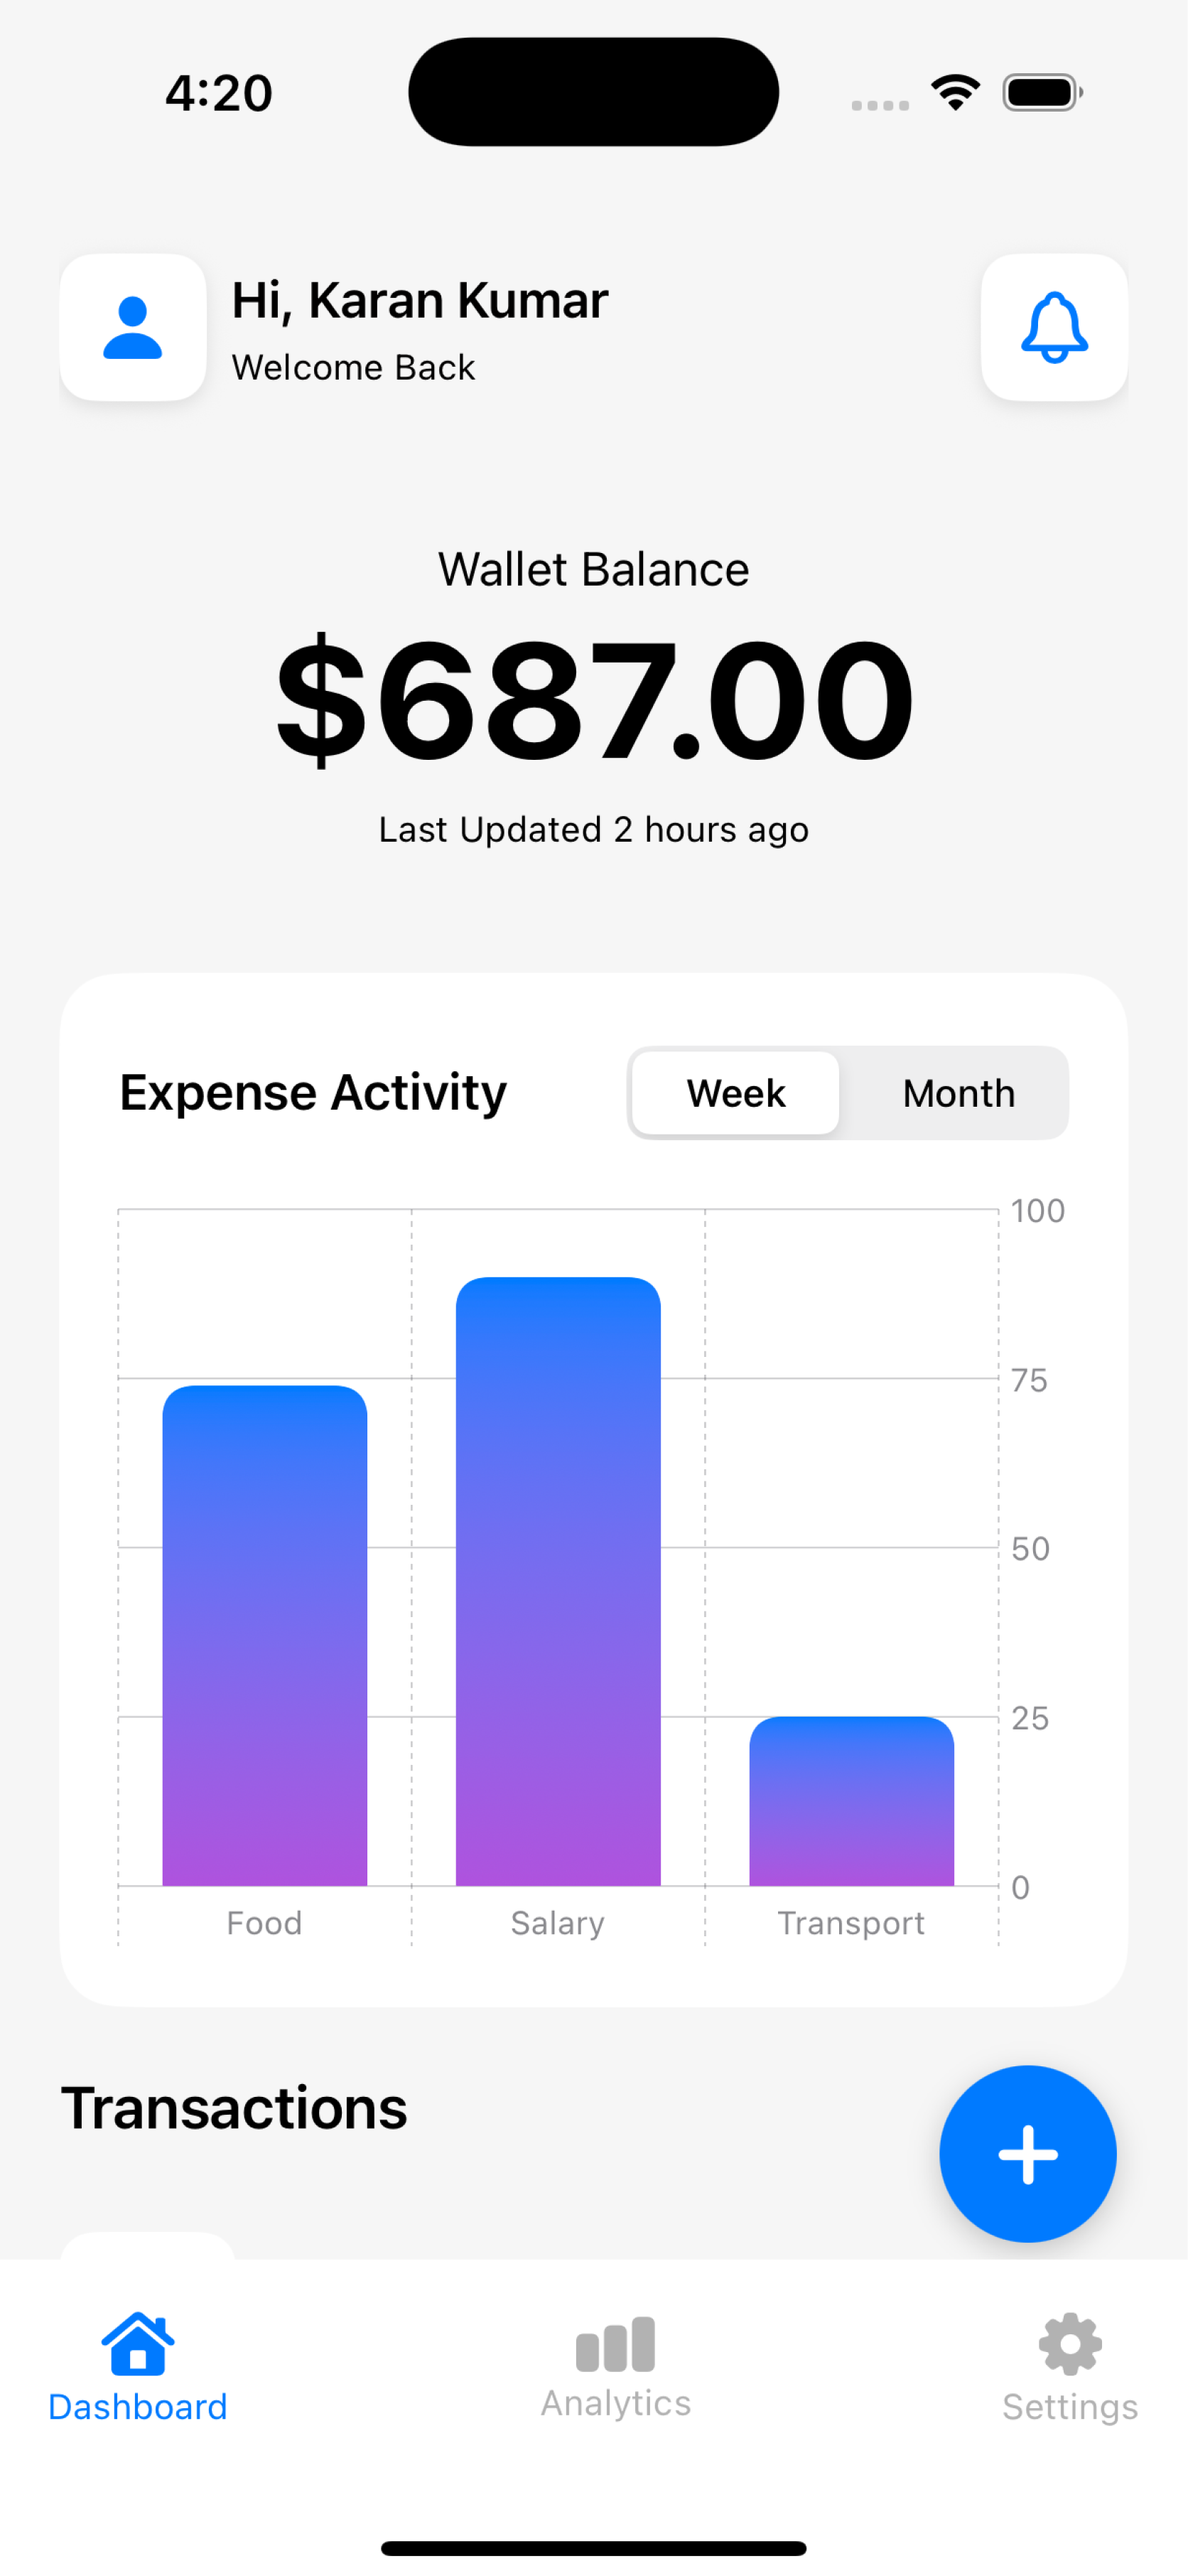 4:20
Hi, Karan Kumar
Welcome Back
Wallet Balance
$687.00
Last Updated 2 hours ago
Expense Activity
Week
Month
100
75
50
25
0
Food
Salary
Transport
Transactions
Dashboard
Analytics
Settings